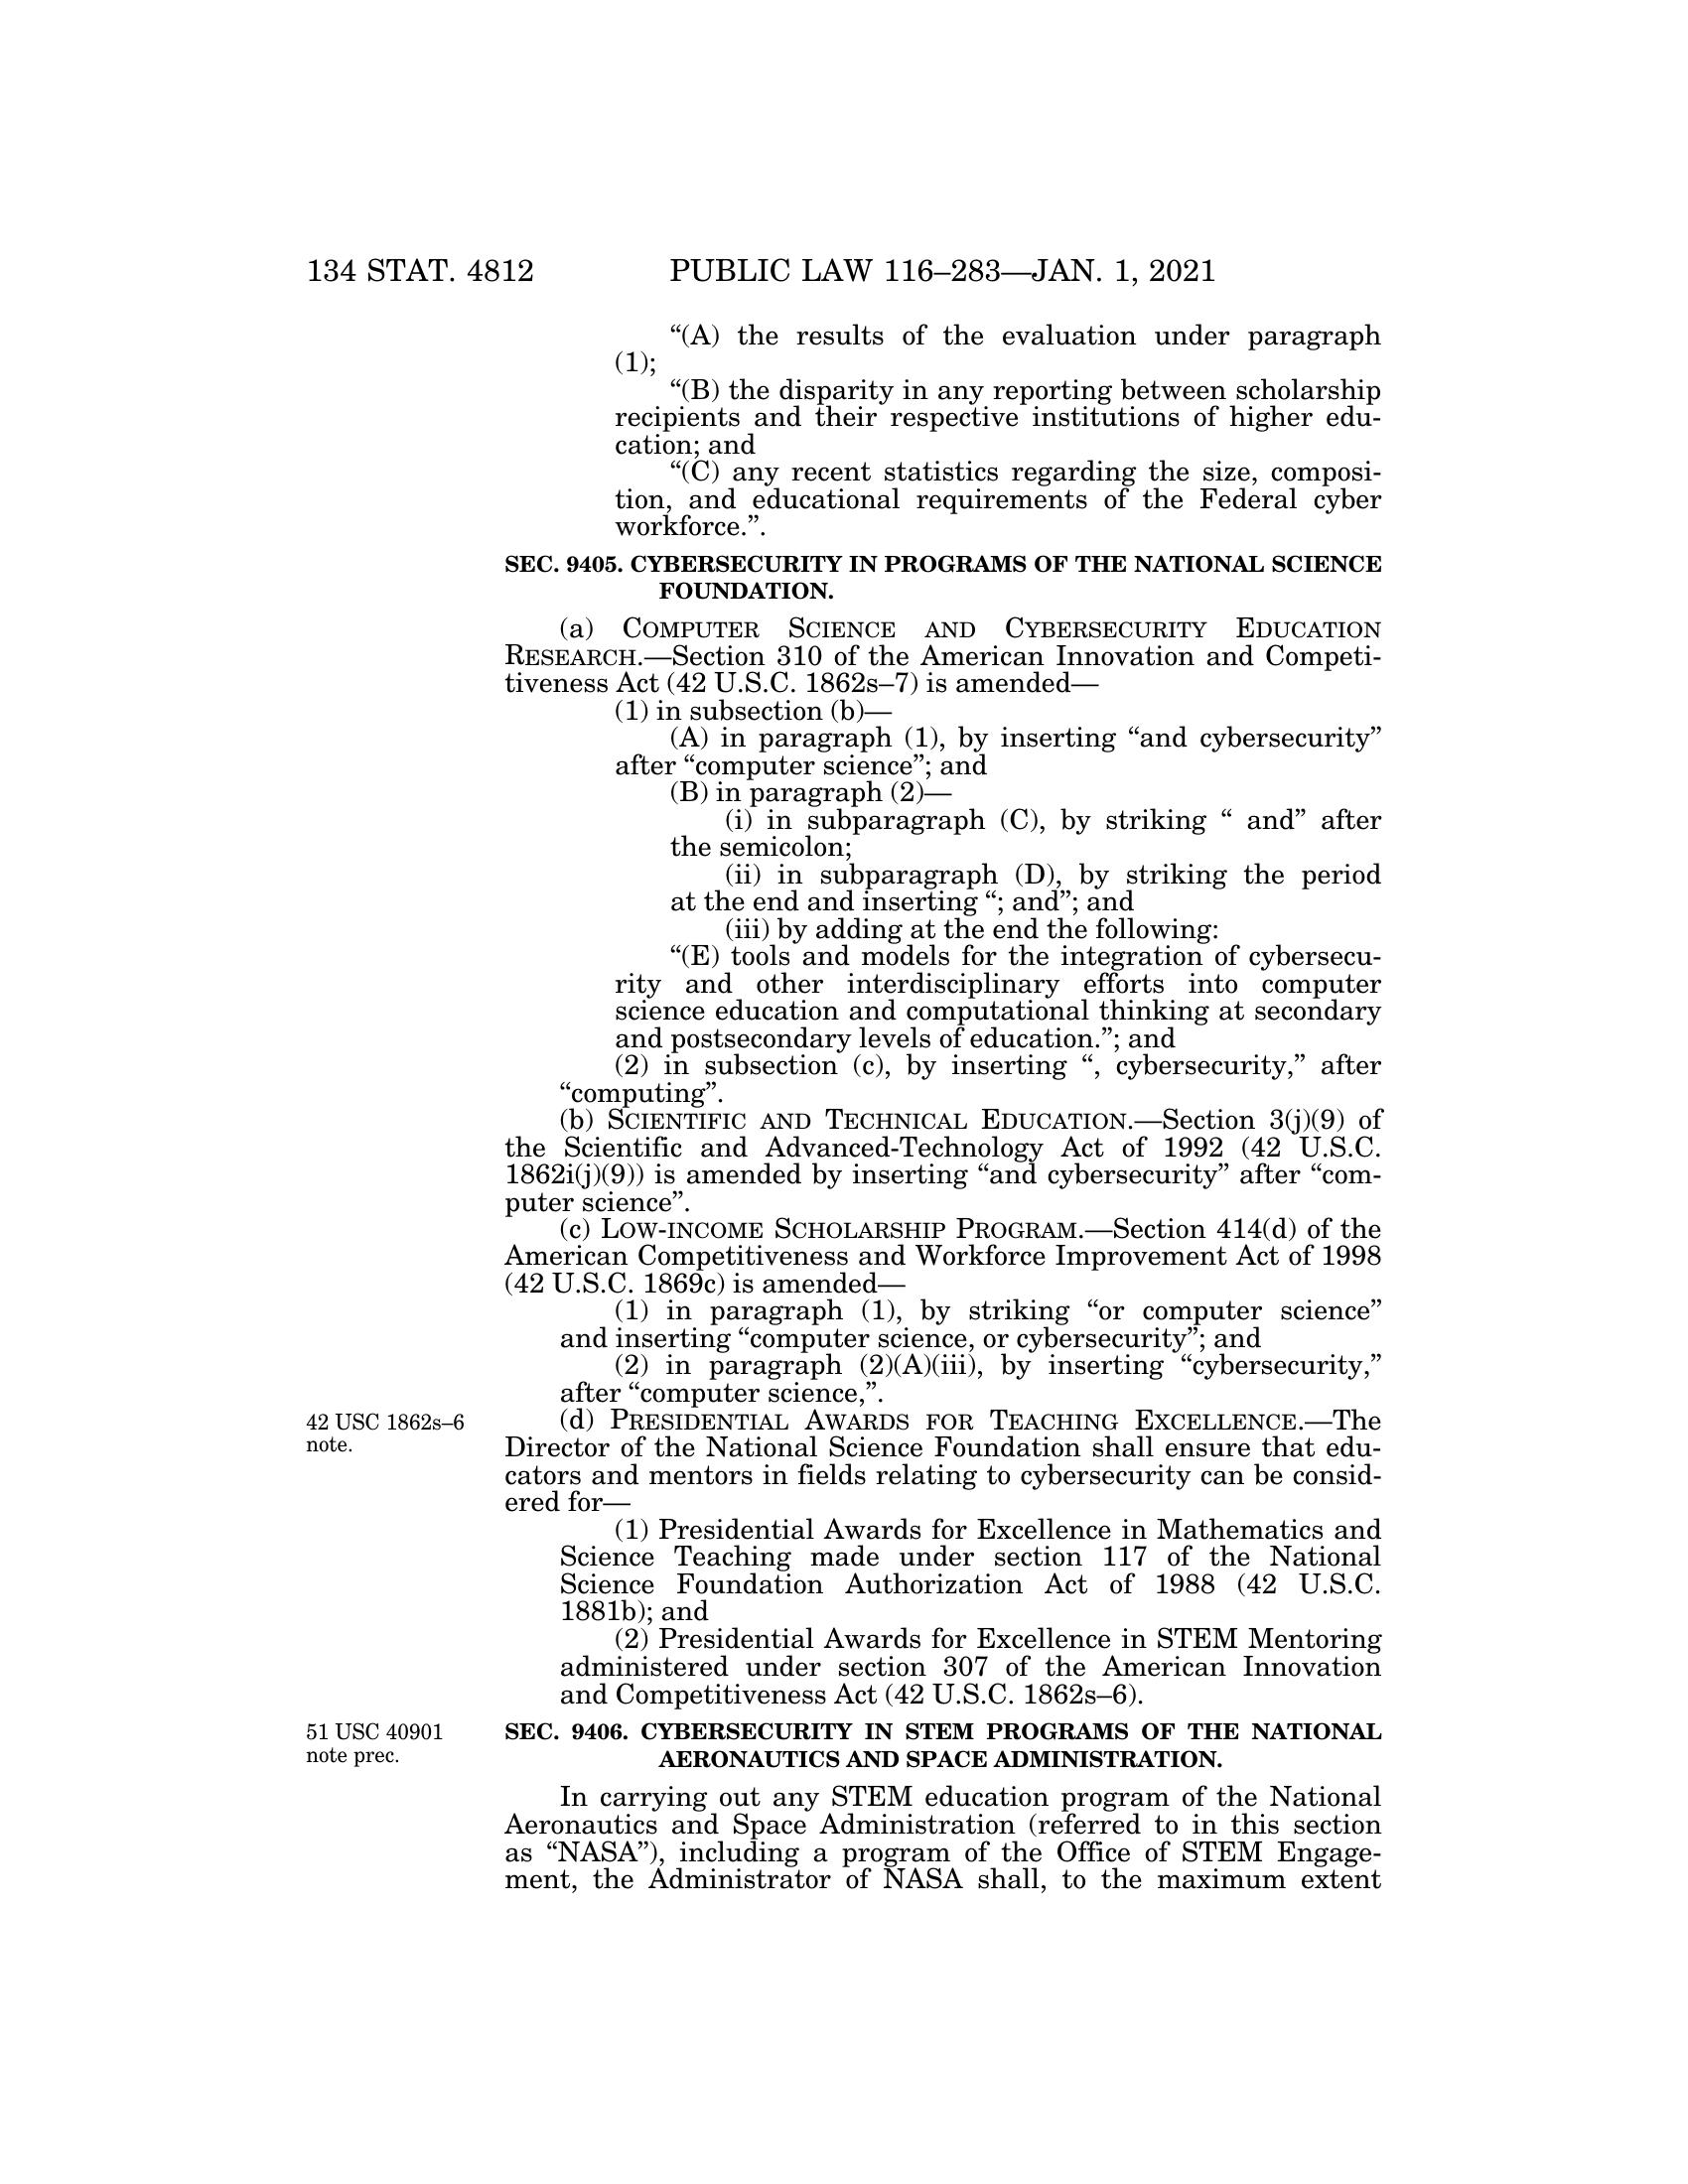 134 STAT. 4812 PUBLIC LAW 116–283—JAN. 1, 2021
“(A) the results of the evaluation under paragraph
(1);
“(B) the disparity in any reporting between scholarship
recipients and their respective institutions of higher edu-
cation; and
“(C) any recent statistics regarding the size, composi-
tion, and educational requirements of the Federal cyber
workforce.”.
SEC. 9405. CYBERSECURITY IN PROGRAMS OF THE NATIONAL SCIENCE
FOUNDATION.
(a) COMPUTER SCIENCE AND CYBERSECURITY EDUCATION
RESEARCH.—Section 310 of the American Innovation and Competi-
tiveness Act (42 U.S.C. 1862s–7) is amended—
(1) in subsection (b)—
(A) in paragraph (1), by inserting “and cybersecurity”
after “computer science”; and
(B) in paragraph (2)—
(i) in subparagraph (C), by striking “ and” after
the semicolon;
(ii) in subparagraph (D), by striking the period
at the end and inserting “; and”; and
(iii) by adding at the end the following:
“(E) tools and models for the integration of cybersecu-
rity and other interdisciplinary efforts into computer
science education and computational thinking at secondary
and postsecondary levels of education.”; and
(2) in subsection (c), by inserting “, cybersecurity,” after
“computing”.
(b) SCIENTIFIC AND TECHNICAL EDUCATION.—Section 3(j)(9) of
the Scientific and Advanced-Technology Act of 1992 (42 U.S.C.
1862i(j)(9)) is amended by inserting “and cybersecurity” after “com-
puter science”.
(c) LOW-INCOME SCHOLARSHIP PROGRAM.—Section 414(d) of the
American Competitiveness and Workforce Improvement Act of 1998
(42 U.S.C. 1869c) is amended—
(1) in paragraph (1), by striking “or computer science”
and inserting “computer science, or cybersecurity”; and
(2) in paragraph (2)(A)(iii), by inserting “cybersecurity,”
after “computer science,”.
42 USC 1862s–6
note.
(d) PRESIDENTIAL AWARDS FOR TEACHING EXCELLENCE.—The
Director of the National Science Foundation shall ensure that edu-
cators and mentors in fields relating to cybersecurity can be consid-
ered for—
(1) Presidential Awards for Excellence in Mathematics and
Science Teaching made under section 117 of the National
Science Foundation Authorization Act of 1988 (42 U.S.C.
1881b); and
(2) Presidential Awards for Excellence in STEM Mentoring
administered under section 307 of the American Innovation
and Competitiveness Act (42 U.S.C. 1862s–6).
51 USC 40901
note prec.
SEC. 9406. CYBERSECURITY IN STEM PROGRAMS OF THE NATIONAL
AERONAUTICS AND SPACE ADMINISTRATION.
In carrying out any STEM education program of the National
Aeronautics and Space Administration (referred to in this section
as “NASA”), including a program of the Office of STEM Engage-
ment, the Administrator of NASA shall, to the maximum extent